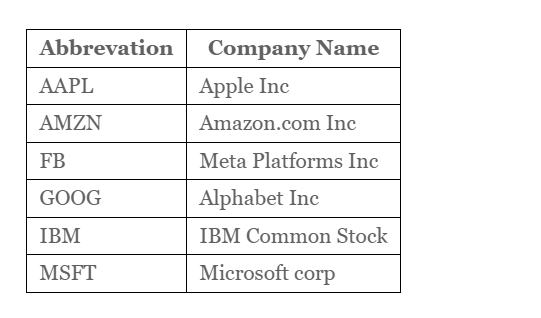 Abbrevation Company Name
AAPL Apple Inc
AMZN Amazon.com Inc
FB Meta Platforms Inc
GOOG Alphabet Inc
IBM IBM Common Stock
MSFT Microsoft corp